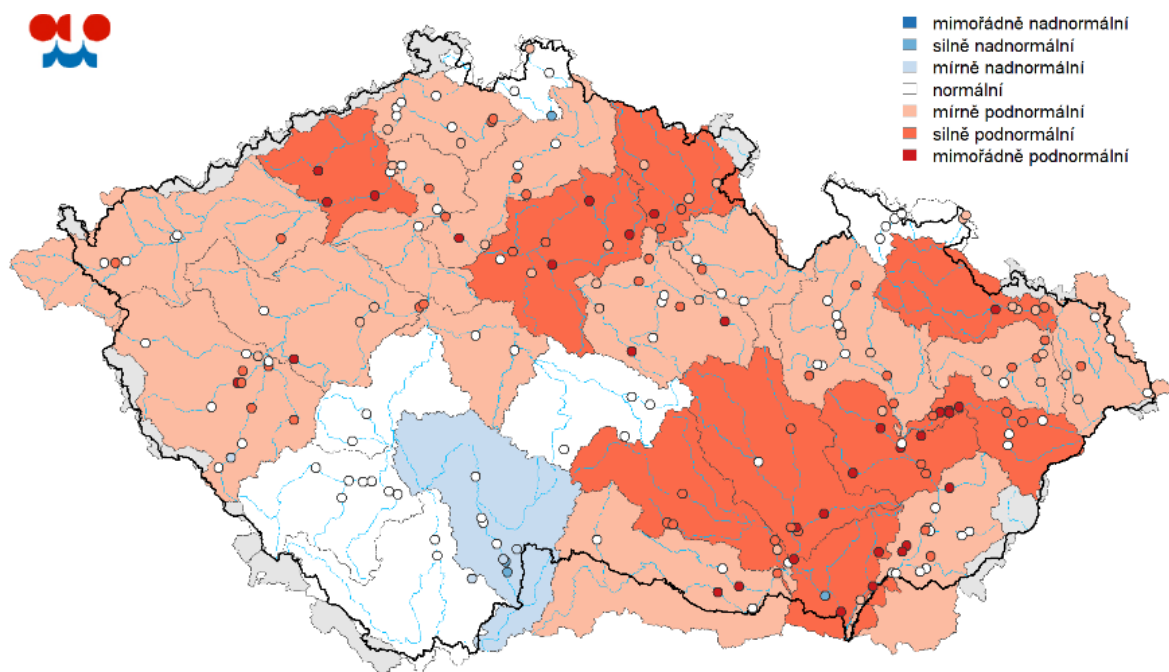 mimořádně nadnormální
silně nadnormální
mírně nadnormální
normální
mírně podnormální
silně podnormální
mimořádně podnormální